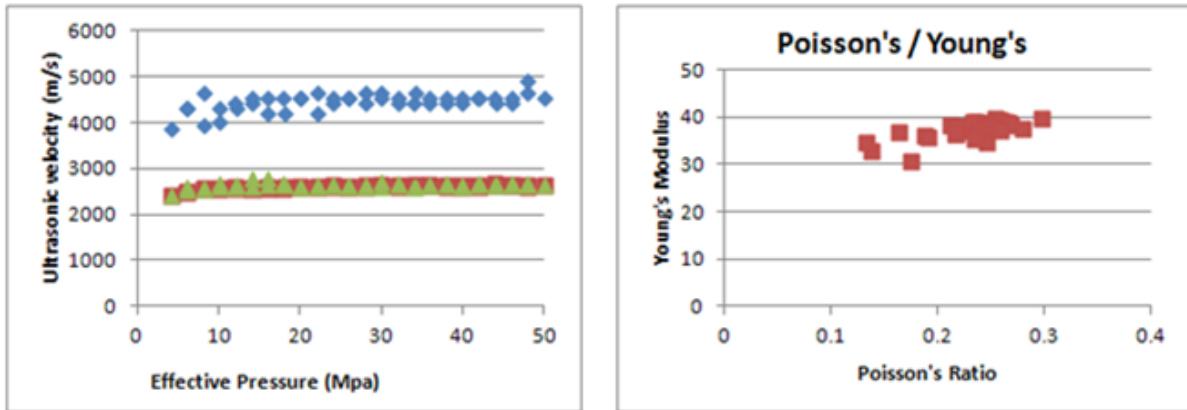 6000
5000
4000
3000
2000
1000
0
Ultrasonic velocity (m/s)
0 10 20 30 40 50
Effective Pressure (Mpa)
Poisson's / Young's
50
40
30
20
10
0
Young's Modulus
0 0.1 0.2 0.3 0.4
Poisson's Ratio